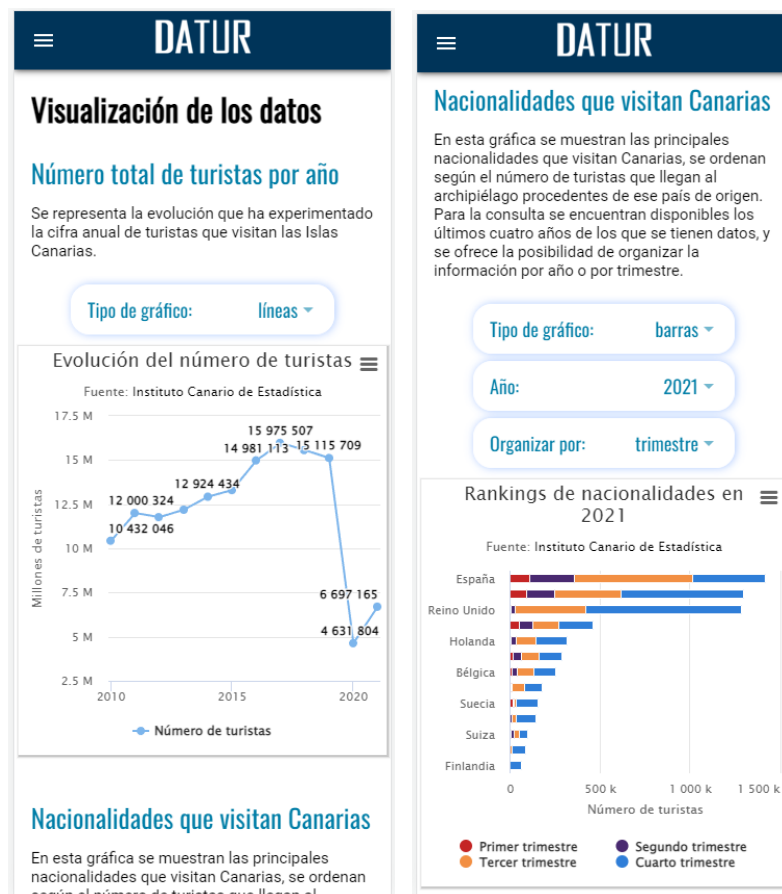 DATUR
Visualización de los datos
Número total de turistas por año
Se representa la evolución que ha experimentado
la cifra anual de turistas que visitan las Islas
Canarias.
Tipo de gráfico: líneas
Evolución del número de turistas
Fuente: Instituto Canario de Estadística
Millones de turistas
17.5 M
15 M
12.5 M
10 M
7.5 M
5 M
2.5 M
10 432 046
12 000 324
12 924 434
14 981 113
15 975 507
15 115 709
4 631 804
6 697 165
2010
2015
2020
Número de turistas
Nacionalidades que visitan Canarias
En esta gráfica se muestran las principales
nacionalidades que visitan Canarias, se ordenan
según el número de turistas que llegan al
DATUR
Nacionalidades que visitan Canarias
En esta gráfica se muestran las principales
nacionalidades que visitan Canarias, se ordenan
según el número de turistas que llegan al
archipiélago procedentes de ese país de origen.
Para la consulta se encuentran disponibles los
últimos cuatro años de los que se tienen datos, y
se ofrece la posibilidad de organizar la
información por año o por trimestre.
Tipo de gráfico: barras
Año: 2021
Organizar por: trimestre
Rankings de nacionalidades en
2021
Fuente: Instituto Canario de Estadística
España
Reino Unido
Holanda
Bélgica
Suecia
Suiza
Finlandia
0
500 k
1 000 k
1 500 k
Número de turistas
Primer trimestre
Segundo trimestre
Tercer trimestre
Cuarto trimestre